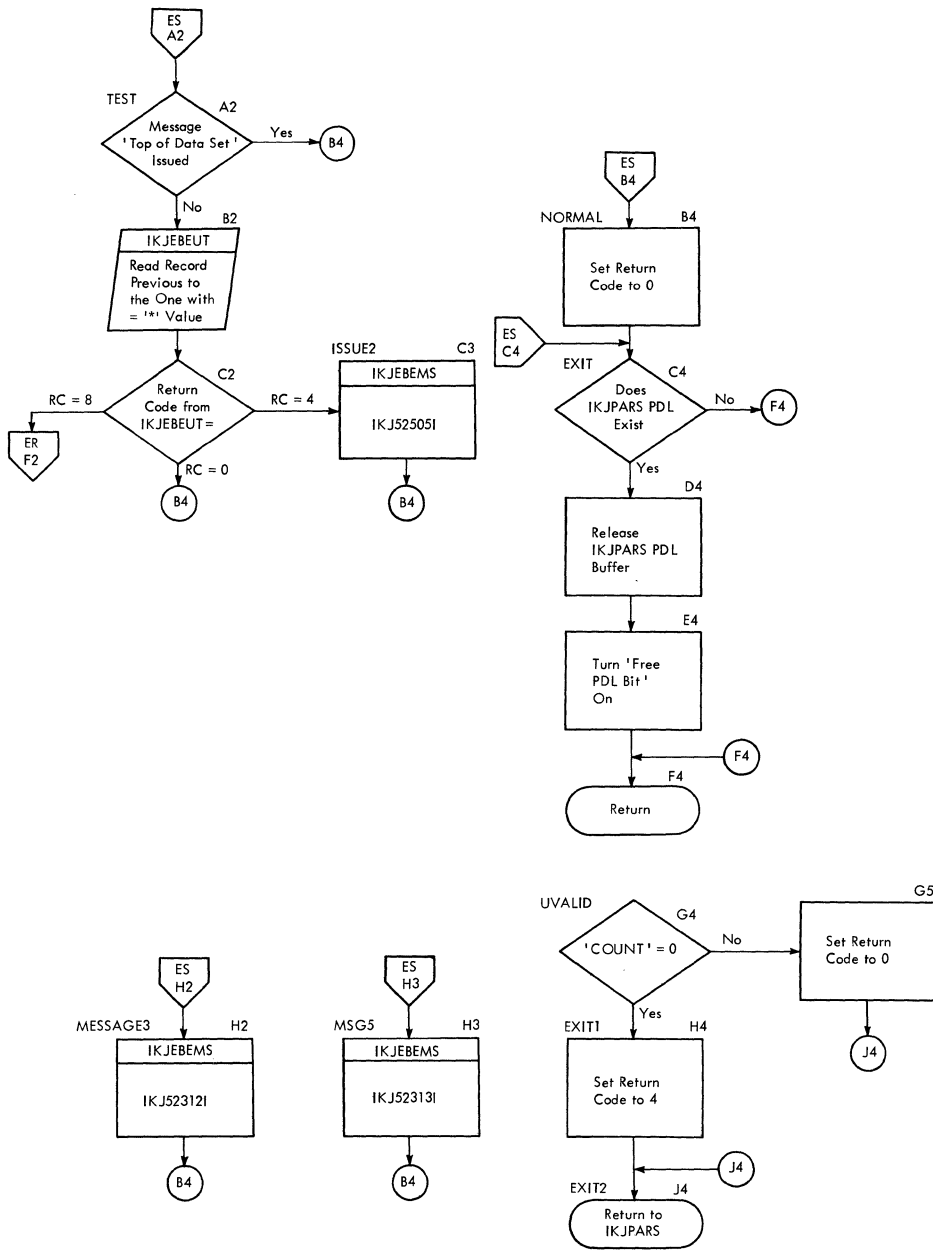 ES
A2
TEST
A2
Message
'Top of Data Set'
Issued
Yes
B4
No
B2
IKJEBEUT
Read Record
Previous to
the One with
= '*' Value
C2
Return
Code from
IKJEBEUT=
RC = 8
ER
F2
RC = 4
RC = 0
B4
ISSUE2
C3
IKJEBEMS
IKJ52505I
B4
ES
B4
NORMAL
B4
Set Return
Code to 0
ES
C4
EXIT
C4
Does
IKJPARS PDL
Exist
No
F4
Yes
D4
Release
IKJPARS PDL
Buffer
E4
Turn 'Free
PDL Bit'
On
F4
F4
Return
ES
H2
MESSAGE3
H2
IKJEBEMS
IKJ52312I
B4
ES
H3
MSG5
H3
IKJEBEMS
IKJ52313I
B4
UVALID
G4
'COUNT' = 0
No
G5
Set Return
Code to 0
J4
Yes
EXIT1
H4
Set Return
Code to 4
J4
EXIT2
J4
Return to
IKJPARS